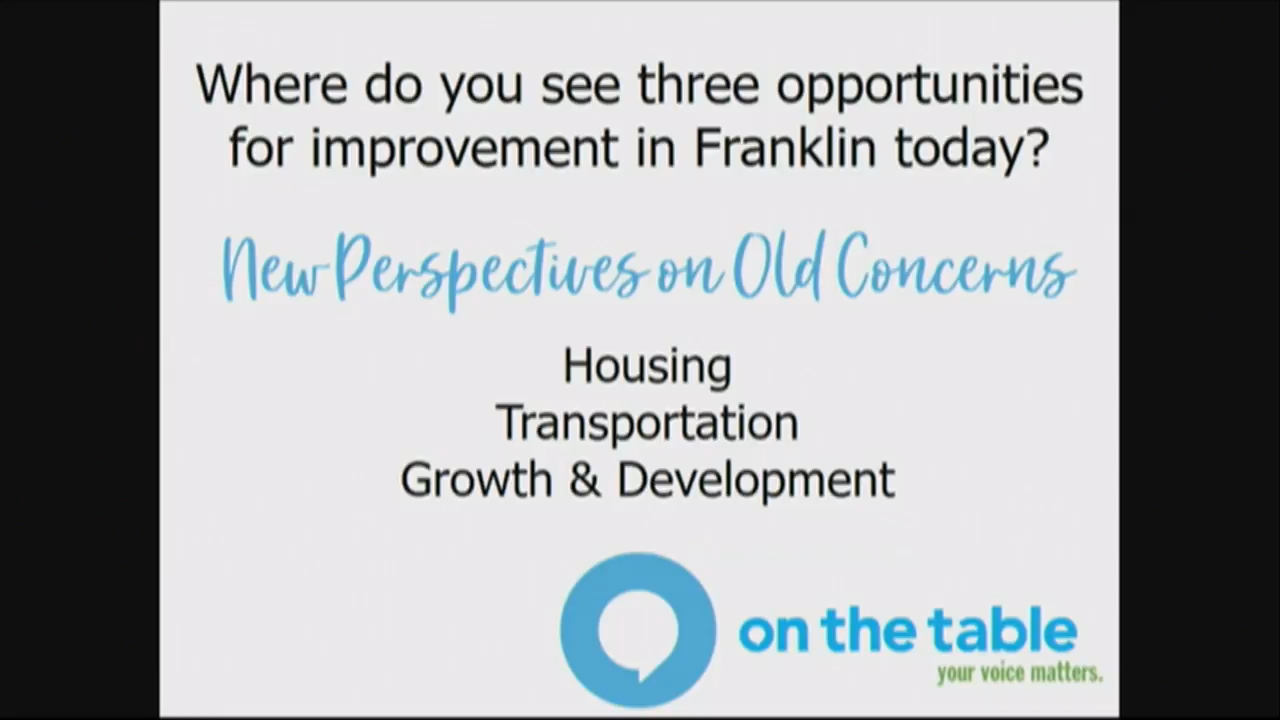 Where do you see three opportunities
for improvement in Franklin today?
New Perspectives on Old Concerns
Housing
Transportation
Growth & Development
on the table
your voice matters.